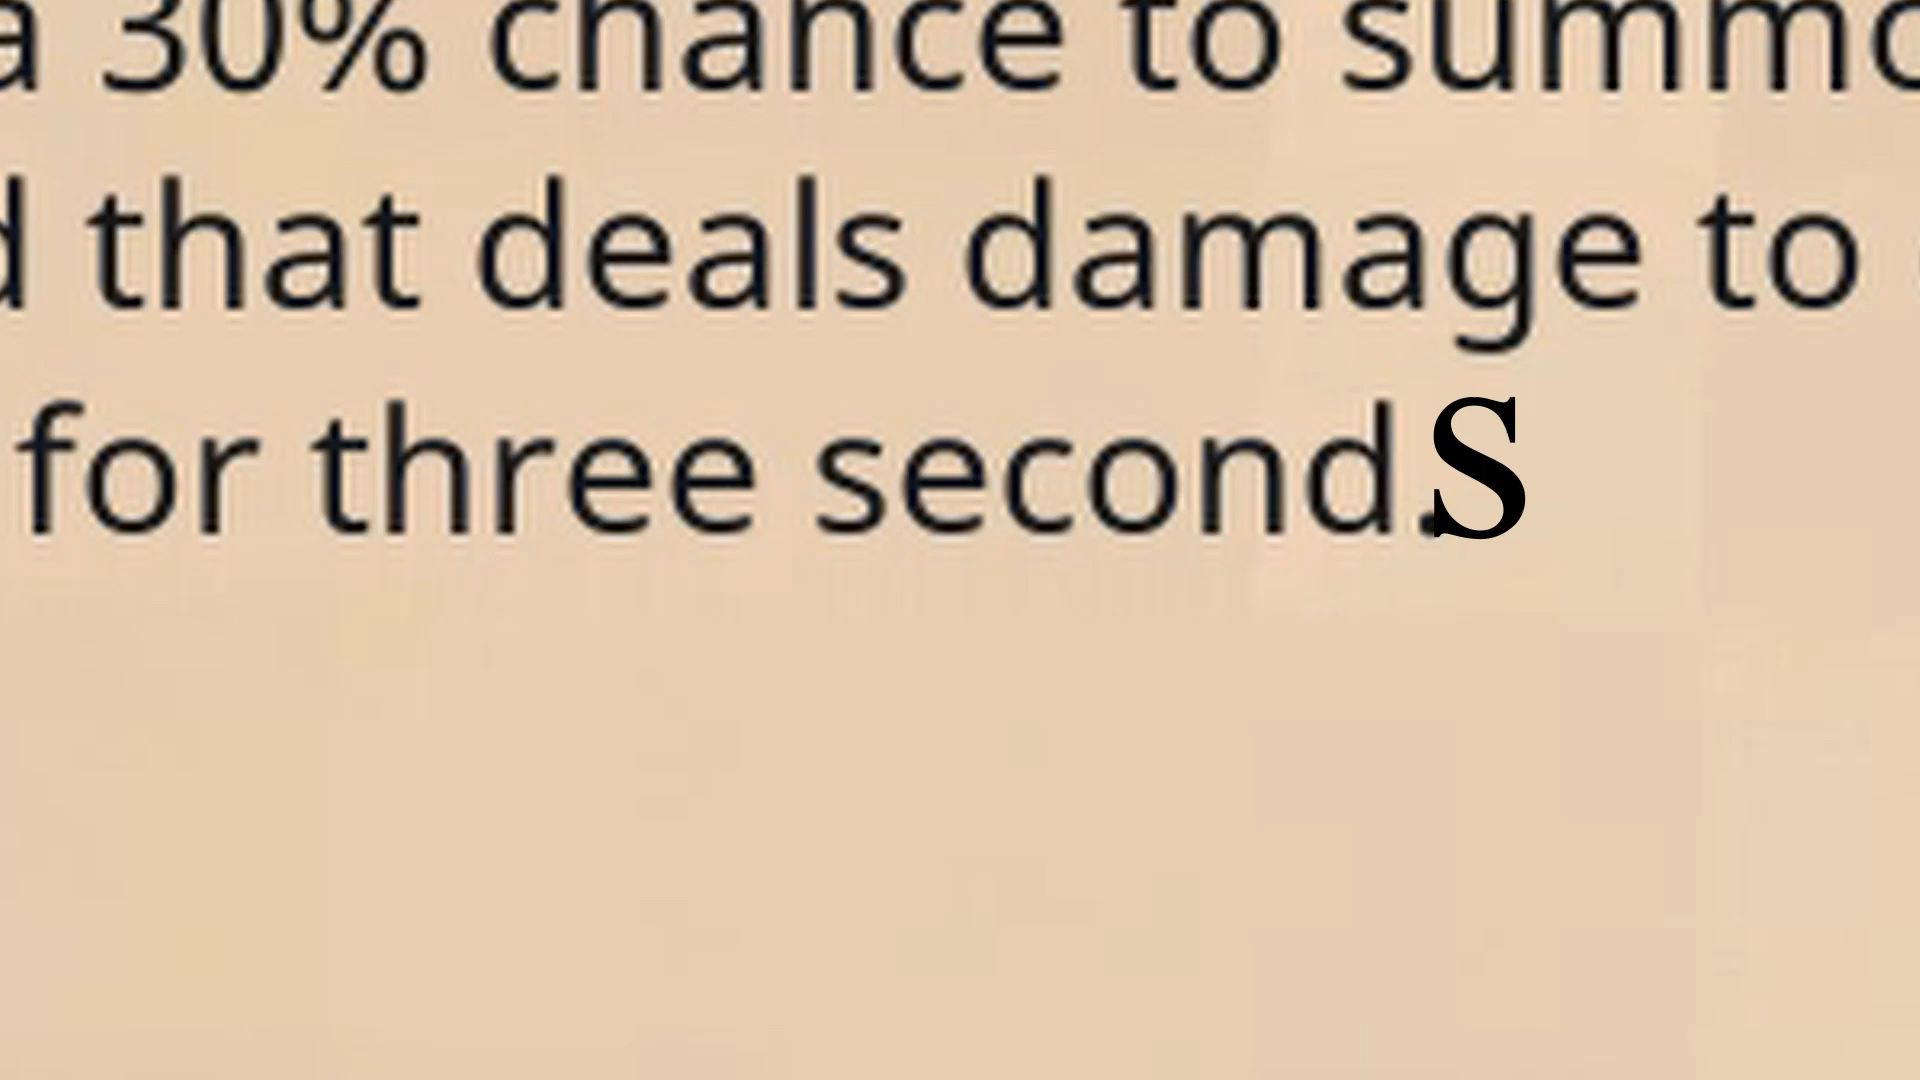 a 30% chance to summo
d that deals damage to
for three second.S